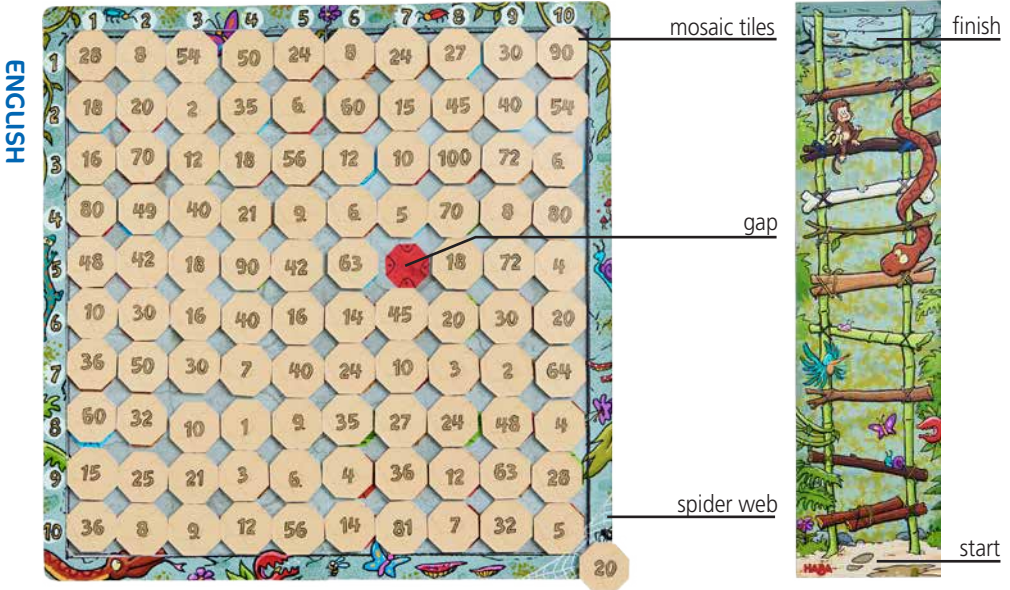 ENGLISH
1 2 3 4 5 6 7 8 9 10
1 28 8 54 50 24 8 24 27 30 90
2 18 20 2 35 6 60 15 45 40 54
3 16 70 12 18 56 12 10 100 72 6
4 80 49 40 21 9 6 5 70 8 80
5 48 42 18 90 42 63 18 72 4
6 10 30 16 40 16 14 45 20 30 20
7 36 50 30 7 40 24 10 3 2 64
8 60 32 10 1 9 35 27 24 48 4
9 15 25 21 3 6 4 36 12 63 28
10 36 8 9 12 56 14 81 7 32 5
20
mosaic tiles
gap
spider web
finish
start
HABA